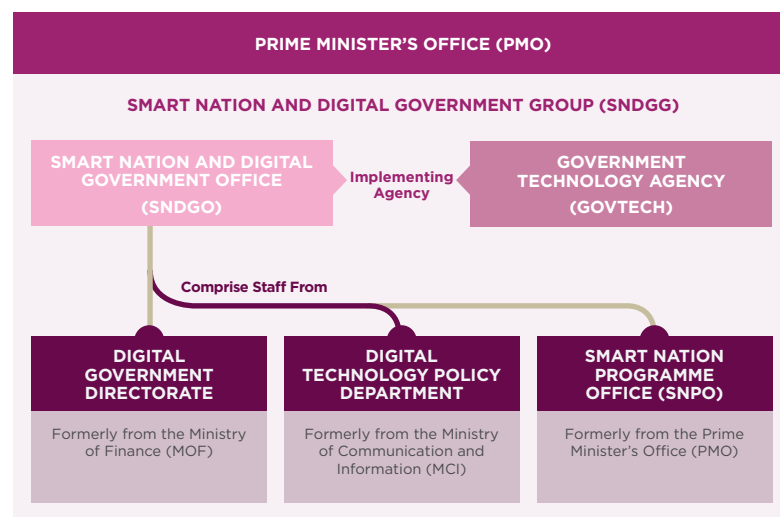 PRIME MINISTER'S OFFICE (PMO)
SMART NATION AND DIGITAL GOVERNMENT GROUP (SNDGG)
SMART NATION AND DIGITAL
GOVERNMENT OFFICE
(SNDGO)
Implementing
Agency
GOVERNMENT
TECHNOLOGY AGENCY
(GOVTECH)
Comprise Staff From
DIGITAL
GOVERNMENT
DIRECTORATE
Formerly from the Ministry
of Finance (MOF)
DIGITAL
TECHNOLOGY POLICY
DEPARTMENT
Formerly from the Ministry
of Communication and
Information (MCI)
SMART NATION
PROGRAMME
OFFICE (SNPO)
Formerly from the Prime
Minister's Office (PMO)